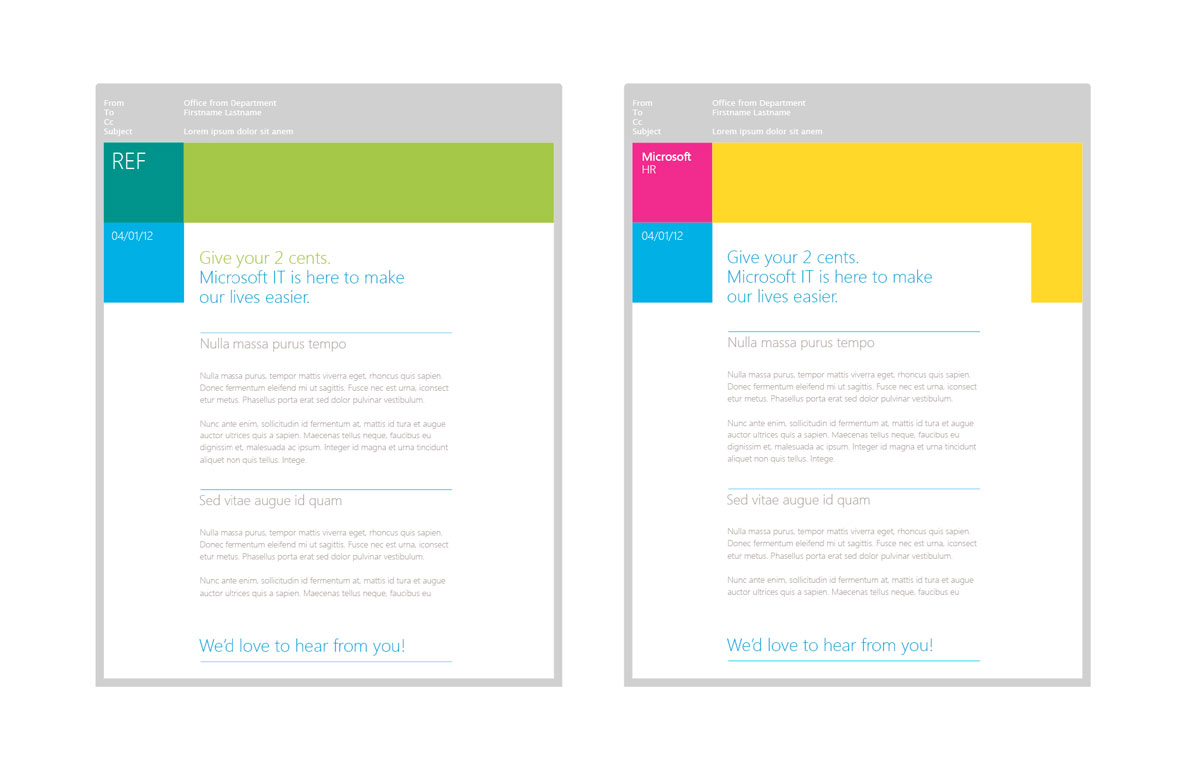 From Office from Department
To Firstname Lastname
Cc
Subject Lorem ipsum dolor sit anem
REF
04/01/12
Give your 2 cents.
Microsoft IT is here to make
our lives easier.
Nulla massa purus tempo
Nulla massa purus, tempor mattis viverra eget, rhoncus quis sapien.
Donec fermentum eleifend mi ut sagittis. Fusce nec est urna, iconsect
etur metus. Phasellus porta erat sed dolor pulvinar vestibulum.
Nunc ante enim, sollicitudin id fermentum at, mattis id tura et augue
auctor ultrices quis a sapien. Maecenas tellus neque, faucibus eu
dignissim et, malesuada ac ipsum. Integer id magna et urna tincidunt
aliquet non quis tellus. Intege.
Sed vitae augue id quam
Nulla massa purus, tempor mattis viverra eget, rhoncus quis sapien.
Donec fermentum eleifend mi ut sagittis. Fusce nec est urna, iconsect
etur metus. Phasellus porta erat sed dolor pulvinar vestibulum.
Nunc ante enim, sollicitudin id fermentum at, mattis id tura et augue
auctor ultrices quis a sapien. Maecenas tellus neque, faucibus eu
We'd love to hear from you!
From Office from Department
To Firstname Lastname
Cc
Subject Lorem ipsum dolor sit anem
Microsoft
HR
04/01/12
Give your 2 cents.
Microsoft IT is here to make
our lives easier.
Nulla massa purus tempo
Nulla massa purus, tempor mattis viverra eget, rhoncus quis sapien.
Donec fermentum eleifend mi ut sagittis. Fusce nec est urna, iconsect
etur metus. Phasellus porta erat sed dolor pulvinar vestibulum.
Nunc ante enim, sollicitudin id fermentum at, mattis id tura et augue
auctor ultrices quis a sapien. Maecenas tellus neque, faucibus eu
dignissim et, malesuada ac ipsum. Integer id magna et urna tincidunt
aliquet non quis tellus. Intege.
Sed vitae augue id quam
Nulla massa purus, tempor mattis viverra eget, rhoncus quis sapien.
Donec fermentum eleifend mi ut sagittis. Fusce nec est urna, iconsect
etur metus. Phasellus porta erat sed dolor pulvinar vestibulum.
Nunc ante enim, sollicitudin id fermentum at, mattis id tura et augue
auctor ultrices quis a sapien. Maecenas tellus neque, faucibus eu
We'd love to hear from you!